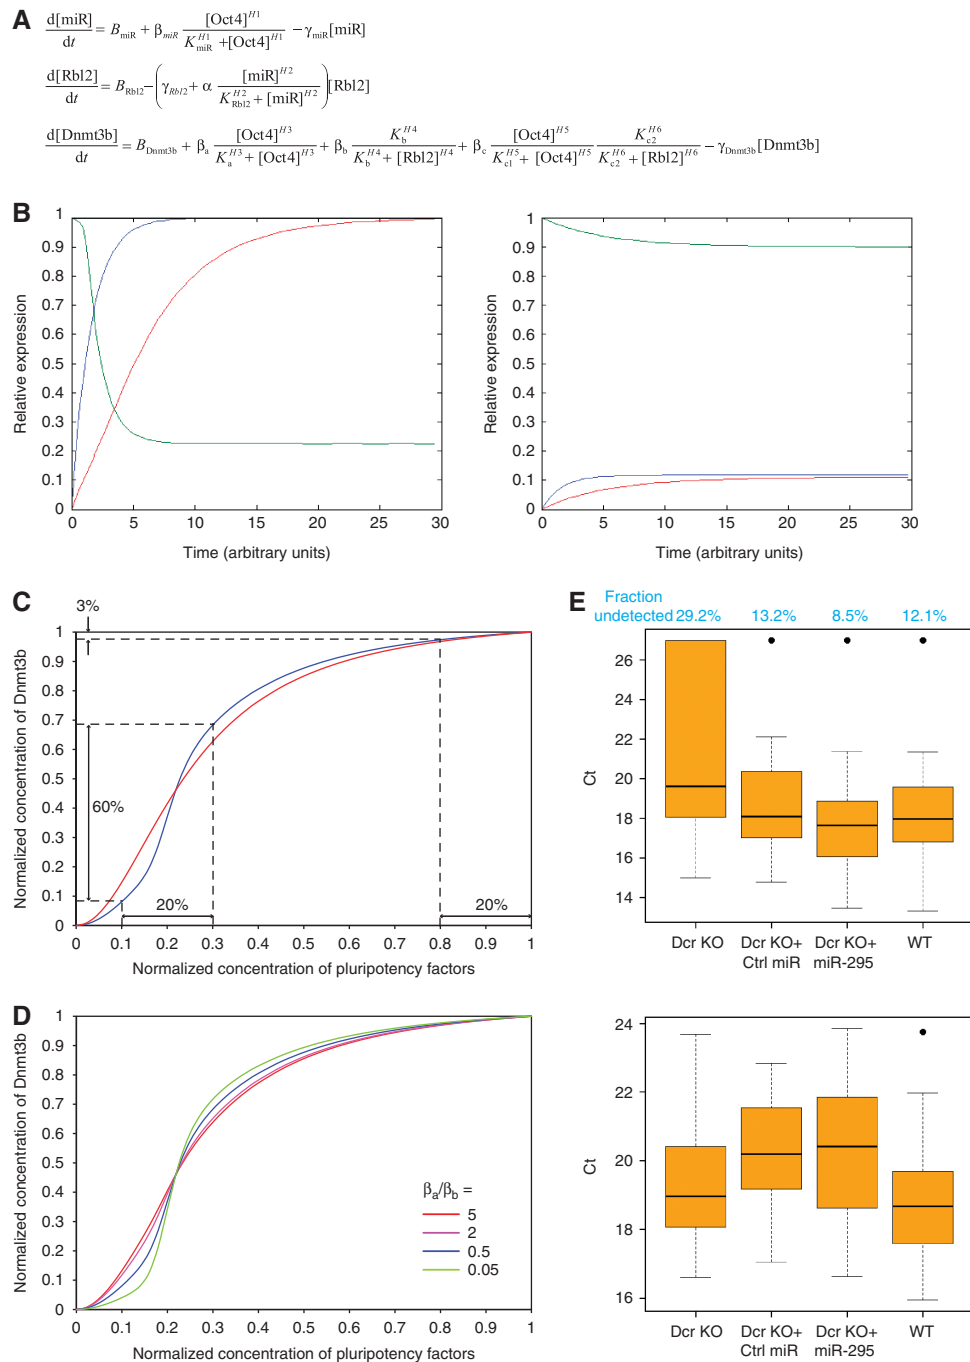 A
d[miR]/dt = B_miR + β_miR [Oct4]^H1 / (K_miR^H1 + [Oct4]^H1) − γ_miR[miR]
d[Rbl2]/dt = B_Rbl2 − (γ_Rbl2 + α [miR]^H2 / (K_Rbl2^H2 + [miR]^H2)) [Rbl2]
d[Dnmt3b]/dt = B_Dnmt3b + β_a [Oct4]^H3 / (K_a^H3 + [Oct4]^H3) + β_b K_b^H4 / (K_b^H4 + [Rbl2]^H4) + β_c [Oct4]^H5 / (K_c1^H5 + [Oct4]^H5) K_c2^H6 / (K_c2^H6 + [Rbl2]^H6) − γ_Dnmt3b[Dnmt3b]
B
Relative expression
1
0.9
0.8
0.7
0.6
0.5
0.4
0.3
0.2
0.1
0
0 5 10 15 20 25 30
Time (arbitrary units)
Relative expression
1
0.9
0.8
0.7
0.6
0.5
0.4
0.3
0.2
0.1
0
0 5 10 15 20 25 30
Time (arbitrary units)
C
3%
Normalized concentration of Dnmt3b
1
0.9
0.8
0.7
0.6
0.5
0.4
0.3
0.2
0.1
0
60%
20%
20%
0 0.1 0.2 0.3 0.4 0.5 0.6 0.7 0.8 0.9 1
Normalized concentration of pluripotency factors
D
Normalized concentration of Dnmt3b
1
0.9
0.8
0.7
0.6
0.5
0.4
0.3
0.2
0.1
0
β_a/β_b =
5
2
0.5
0.05
0 0.1 0.2 0.3 0.4 0.5 0.6 0.7 0.8 0.9 1
Normalized concentration of pluripotency factors
E
Fraction
undetected 29.2% 13.2% 8.5% 12.1%
Ct
26
24
22
20
18
16
14
Dcr KO Dcr KO+ Dcr KO+ WT
Ctrl miR miR-295
Ct
24
22
20
18
16
Dcr KO Dcr KO+ Dcr KO+ WT
Ctrl miR miR-295